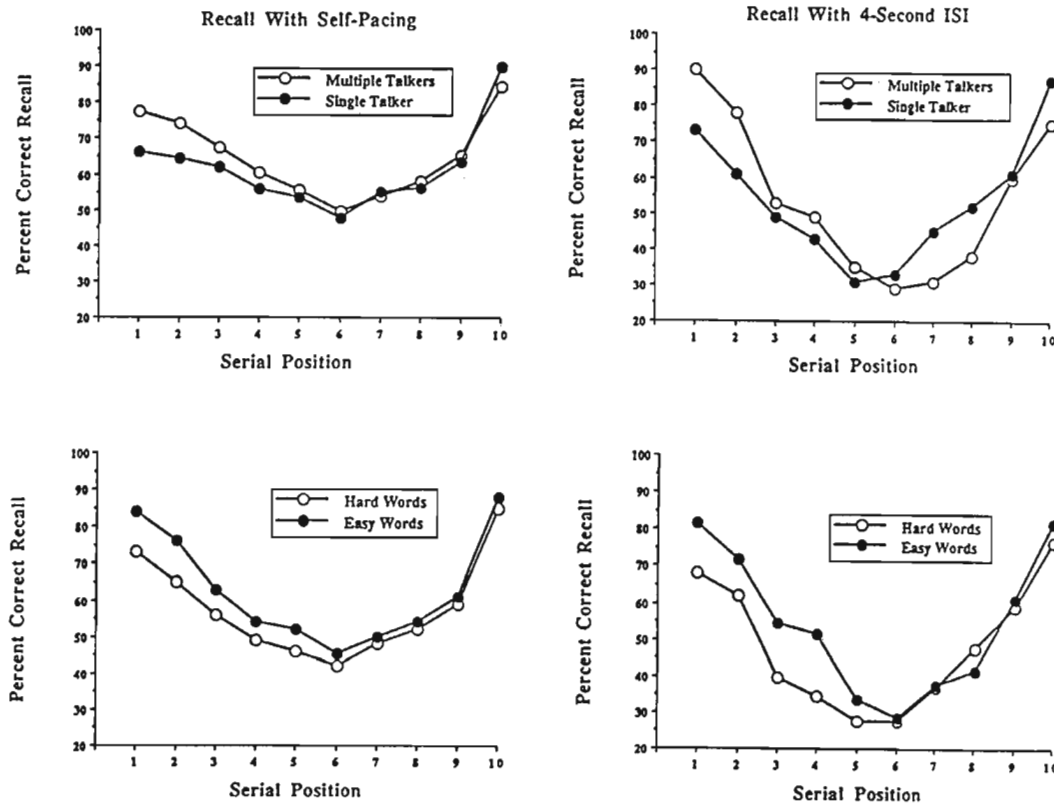 Recall With Self-Pacing
Percent Correct Recall
100
90
80
70
60
50
40
30
20
Multiple Talkers
Single Talker
1 2 3 4 5 6 7 8 9 10
Serial Position
Recall With 4-Second ISI
Percent Correct Recall
100
90
80
70
60
50
40
30
20
Multiple Talkers
Single Talker
1 2 3 4 5 6 7 8 9 10
Serial Position
Percent Correct Recall
100
90
80
70
60
50
40
30
20
Hard Words
Easy Words
1 2 3 4 5 6 7 8 9 10
Serial Position
Percent Correct Recall
100
90
80
70
60
50
40
30
20
Hard Words
Easy Words
1 2 3 4 5 6 7 8 9 10
Serial Position